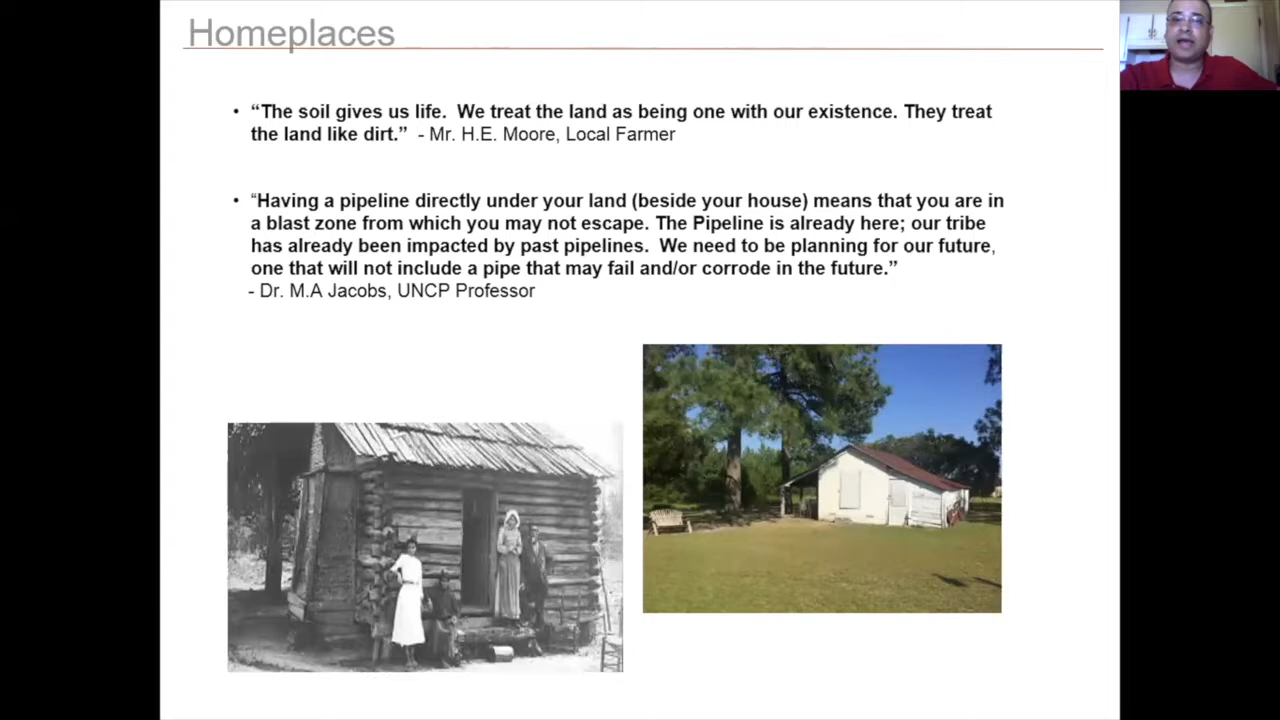 Homeplaces
• “The soil gives us life.  We treat the land as being one with our existence. They treat
the land like dirt.”  - Mr. H.E. Moore, Local Farmer
• “Having a pipeline directly under your land (beside your house) means that you are in
a blast zone from which you may not escape. The Pipeline is already here; our tribe
has already been impacted by past pipelines.  We need to be planning for our future,
one that will not include a pipe that may fail and/or corrode in the future.”
- Dr. M.A Jacobs, UNCP Professor